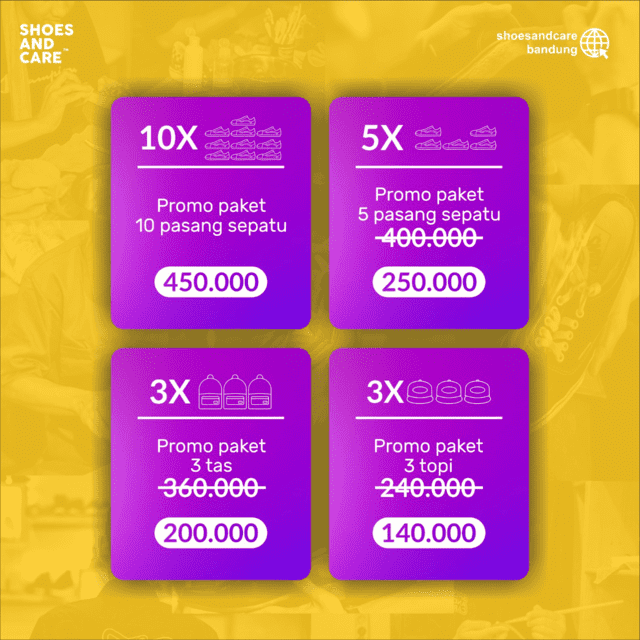 SHOES
AND
CARE™
shoesandcare
bandung
10X
Promo paket
10 pasang sepatu
450.000
5X
Promo paket
5 pasang sepatu
400.000
250.000
3X
Promo paket
3 tas
360.000
200.000
3X
Promo paket
3 topi
240.000
140.000